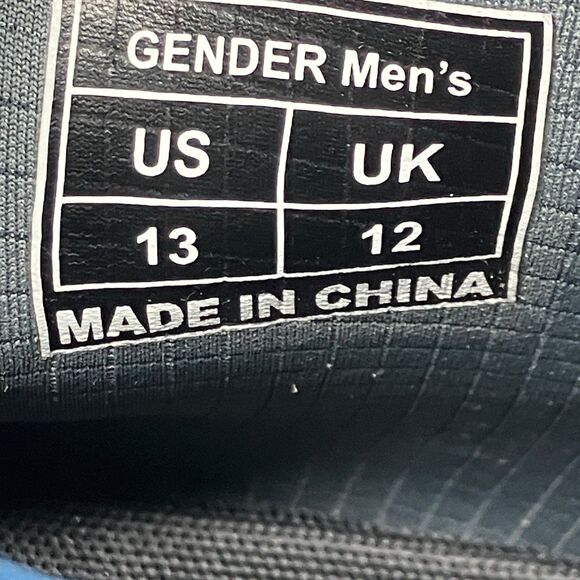 GENDER Men's
US UK
13 12
MADE IN CHINA